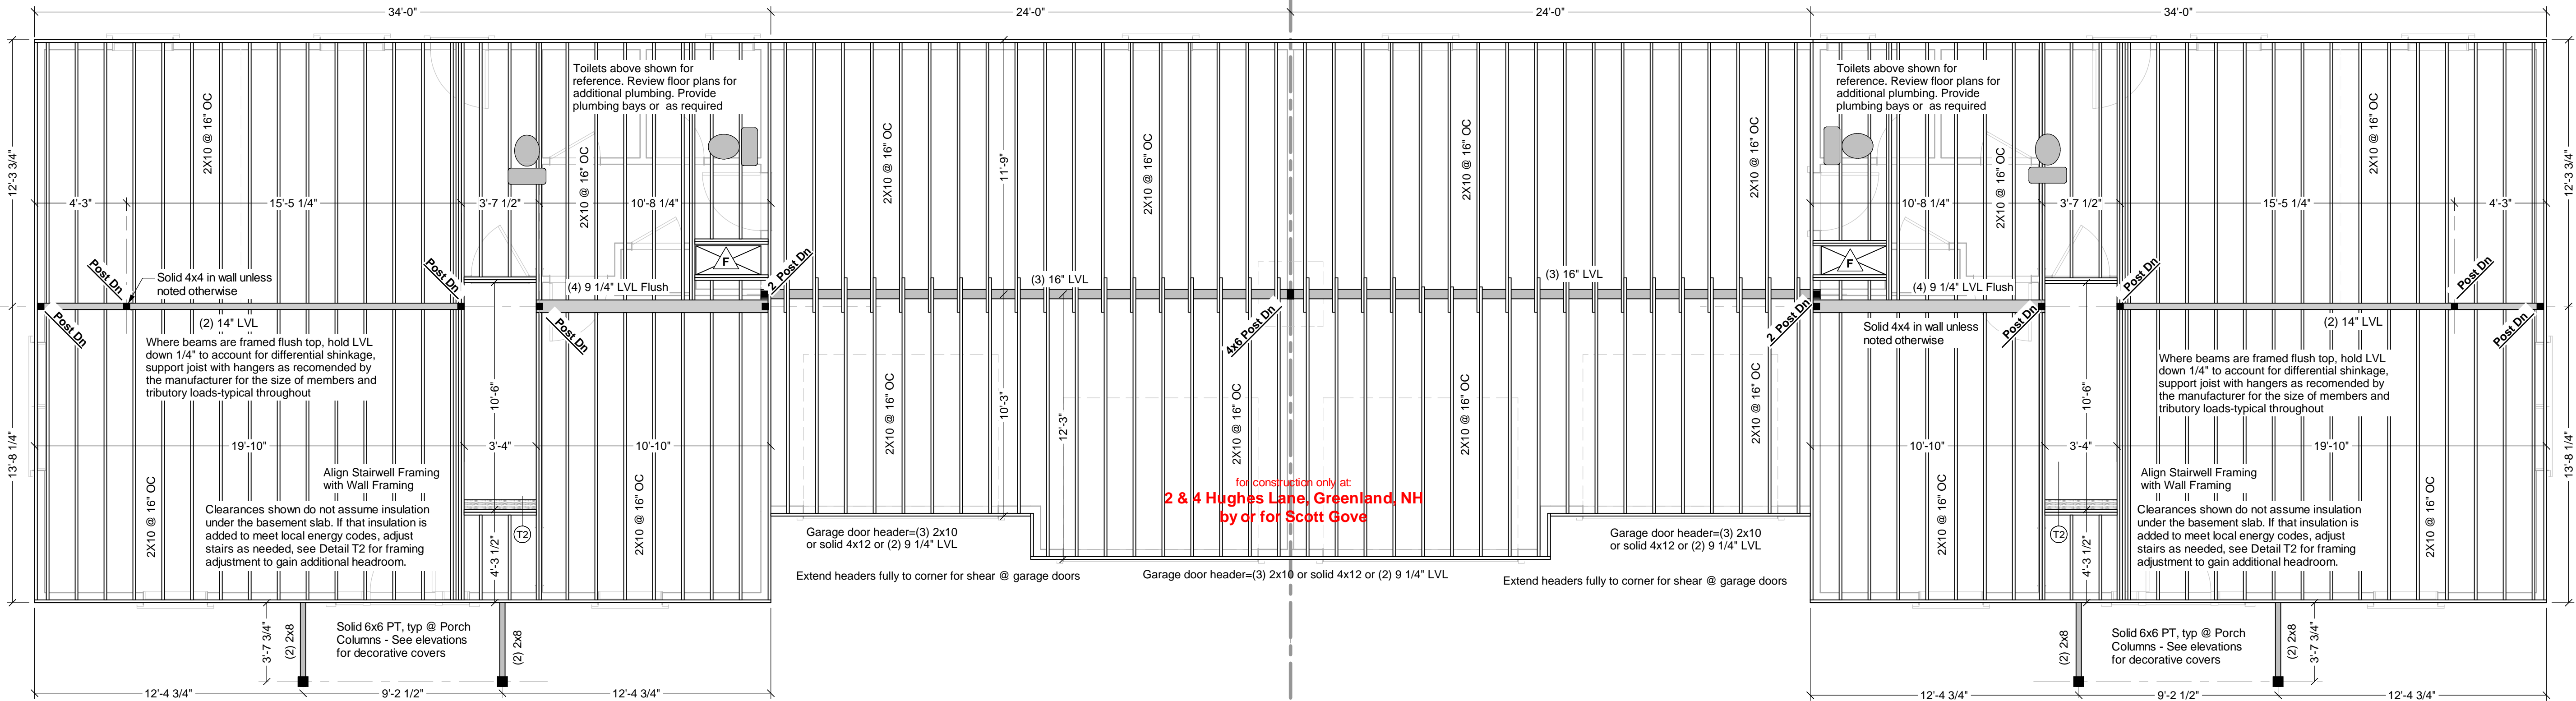 34'-0"
24'-0"
24'-0"
34'-0"
12'-3 3/4"
13'-8 1/4"
2X10 @ 16" OC
Toilets above shown for
reference. Review floor plans for
additional plumbing. Provide
plumbing bays or as required
2X10 @ 16" OC
4'-3"
15'-5 1/4"
3'-7 1/2"
10'-8 1/4"
F
Post Dn
Solid 4x4 in wall unless
noted otherwise
Post Dn
(4) 9 1/4" LVL Flush
2 Post Dn
Post Dn
(2) 14" LVL
Post Dn
Where beams are framed flush top, hold LVL
down 1/4" to account for differential shinkage,
support joist with hangers as recomended by
the manufacturer for the size of members and
tributory loads-typical throughout
10'-6"
19'-10"
3'-4"
10'-10"
Align Stairwell Framing
with Wall Framing
2X10 @ 16" OC
Clearances shown do not assume insulation
under the basement slab. If that insulation is
added to meet local energy codes, adjust
stairs as needed, see Detail T2 for framing
adjustment to gain additional headroom.
T2
4'-3 1/2"
2X10 @ 16" OC
3'-7 3/4"
(2) 2x8
Solid 6x6 PT, typ @ Porch
Columns - See elevations
for decorative covers
(2) 2x8
12'-4 3/4"
9'-2 1/2"
12'-4 3/4"
2X10 @ 16" OC
11'-9"
2X10 @ 16" OC
2X10 @ 16" OC
2X10 @ 16" OC
(3) 16" LVL
(3) 16" LVL
4x6 Post Dn
2 Post Dn
2X10 @ 16" OC
10'-3"
12'-3"
2X10 @ 16" OC
2X10 @ 16" OC
2X10 @ 16" OC
for construction only at:
2 & 4 Hughes Lane, Greenland, NH
by or for Scott Gove
Garage door header=(3) 2x10
or solid 4x12 or (2) 9 1/4" LVL
Extend headers fully to corner for shear @ garage doors
Garage door header=(3) 2x10 or solid 4x12 or (2) 9 1/4" LVL
Garage door header=(3) 2x10
or solid 4x12 or (2) 9 1/4" LVL
Extend headers fully to corner for shear @ garage doors
Toilets above shown for
reference. Review floor plans for
additional plumbing. Provide
plumbing bays or as required
2X10 @ 16" OC
2X10 @ 16" OC
12'-3 3/4"
10'-8 1/4"
3'-7 1/2"
15'-5 1/4"
4'-3"
F
(4) 9 1/4" LVL Flush
Post Dn
Post Dn
Solid 4x4 in wall unless
noted otherwise
Post Dn
(2) 14" LVL
Post Dn
Where beams are framed flush top, hold LVL
down 1/4" to account for differential shinkage,
support joist with hangers as recomended by
the manufacturer for the size of members and
tributory loads-typical throughout
10'-6"
10'-10"
3'-4"
19'-10"
13'-8 1/4"
Align Stairwell Framing
with Wall Framing
2X10 @ 16" OC
Clearances shown do not assume insulation
under the basement slab. If that insulation is
added to meet local energy codes, adjust
stairs as needed, see Detail T2 for framing
adjustment to gain additional headroom.
T2
4'-3 1/2"
2X10 @ 16" OC
(2) 2x8
Solid 6x6 PT, typ @ Porch
Columns - See elevations
for decorative covers
(2) 2x8
3'-7 3/4"
12'-4 3/4"
9'-2 1/2"
12'-4 3/4"